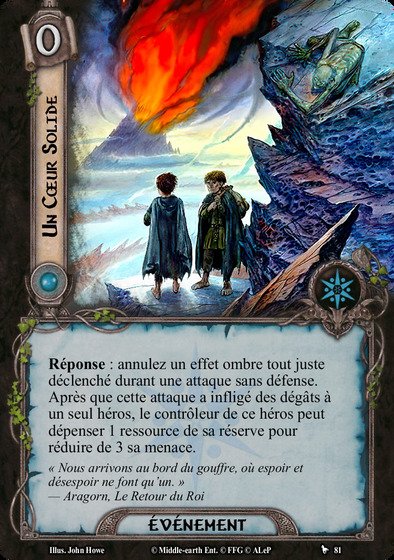 0
Un Cœur Solide
Réponse : annulez un effet ombre tout juste
déclenché durant une attaque sans défense.
Après que cette attaque a infligé des dégâts à
un seul héros, le contrôleur de ce héros peut
dépenser 1 ressource de sa réserve pour
réduire de 3 sa menace.
« Nous arrivons au bord du gouffre, où espoir et
désespoir ne font qu’un. »
— Aragorn, Le Retour du Roi
ÉVÉNEMENT
Illus. John Howe © Middle-earth Ent. © FFG © ALeP 81